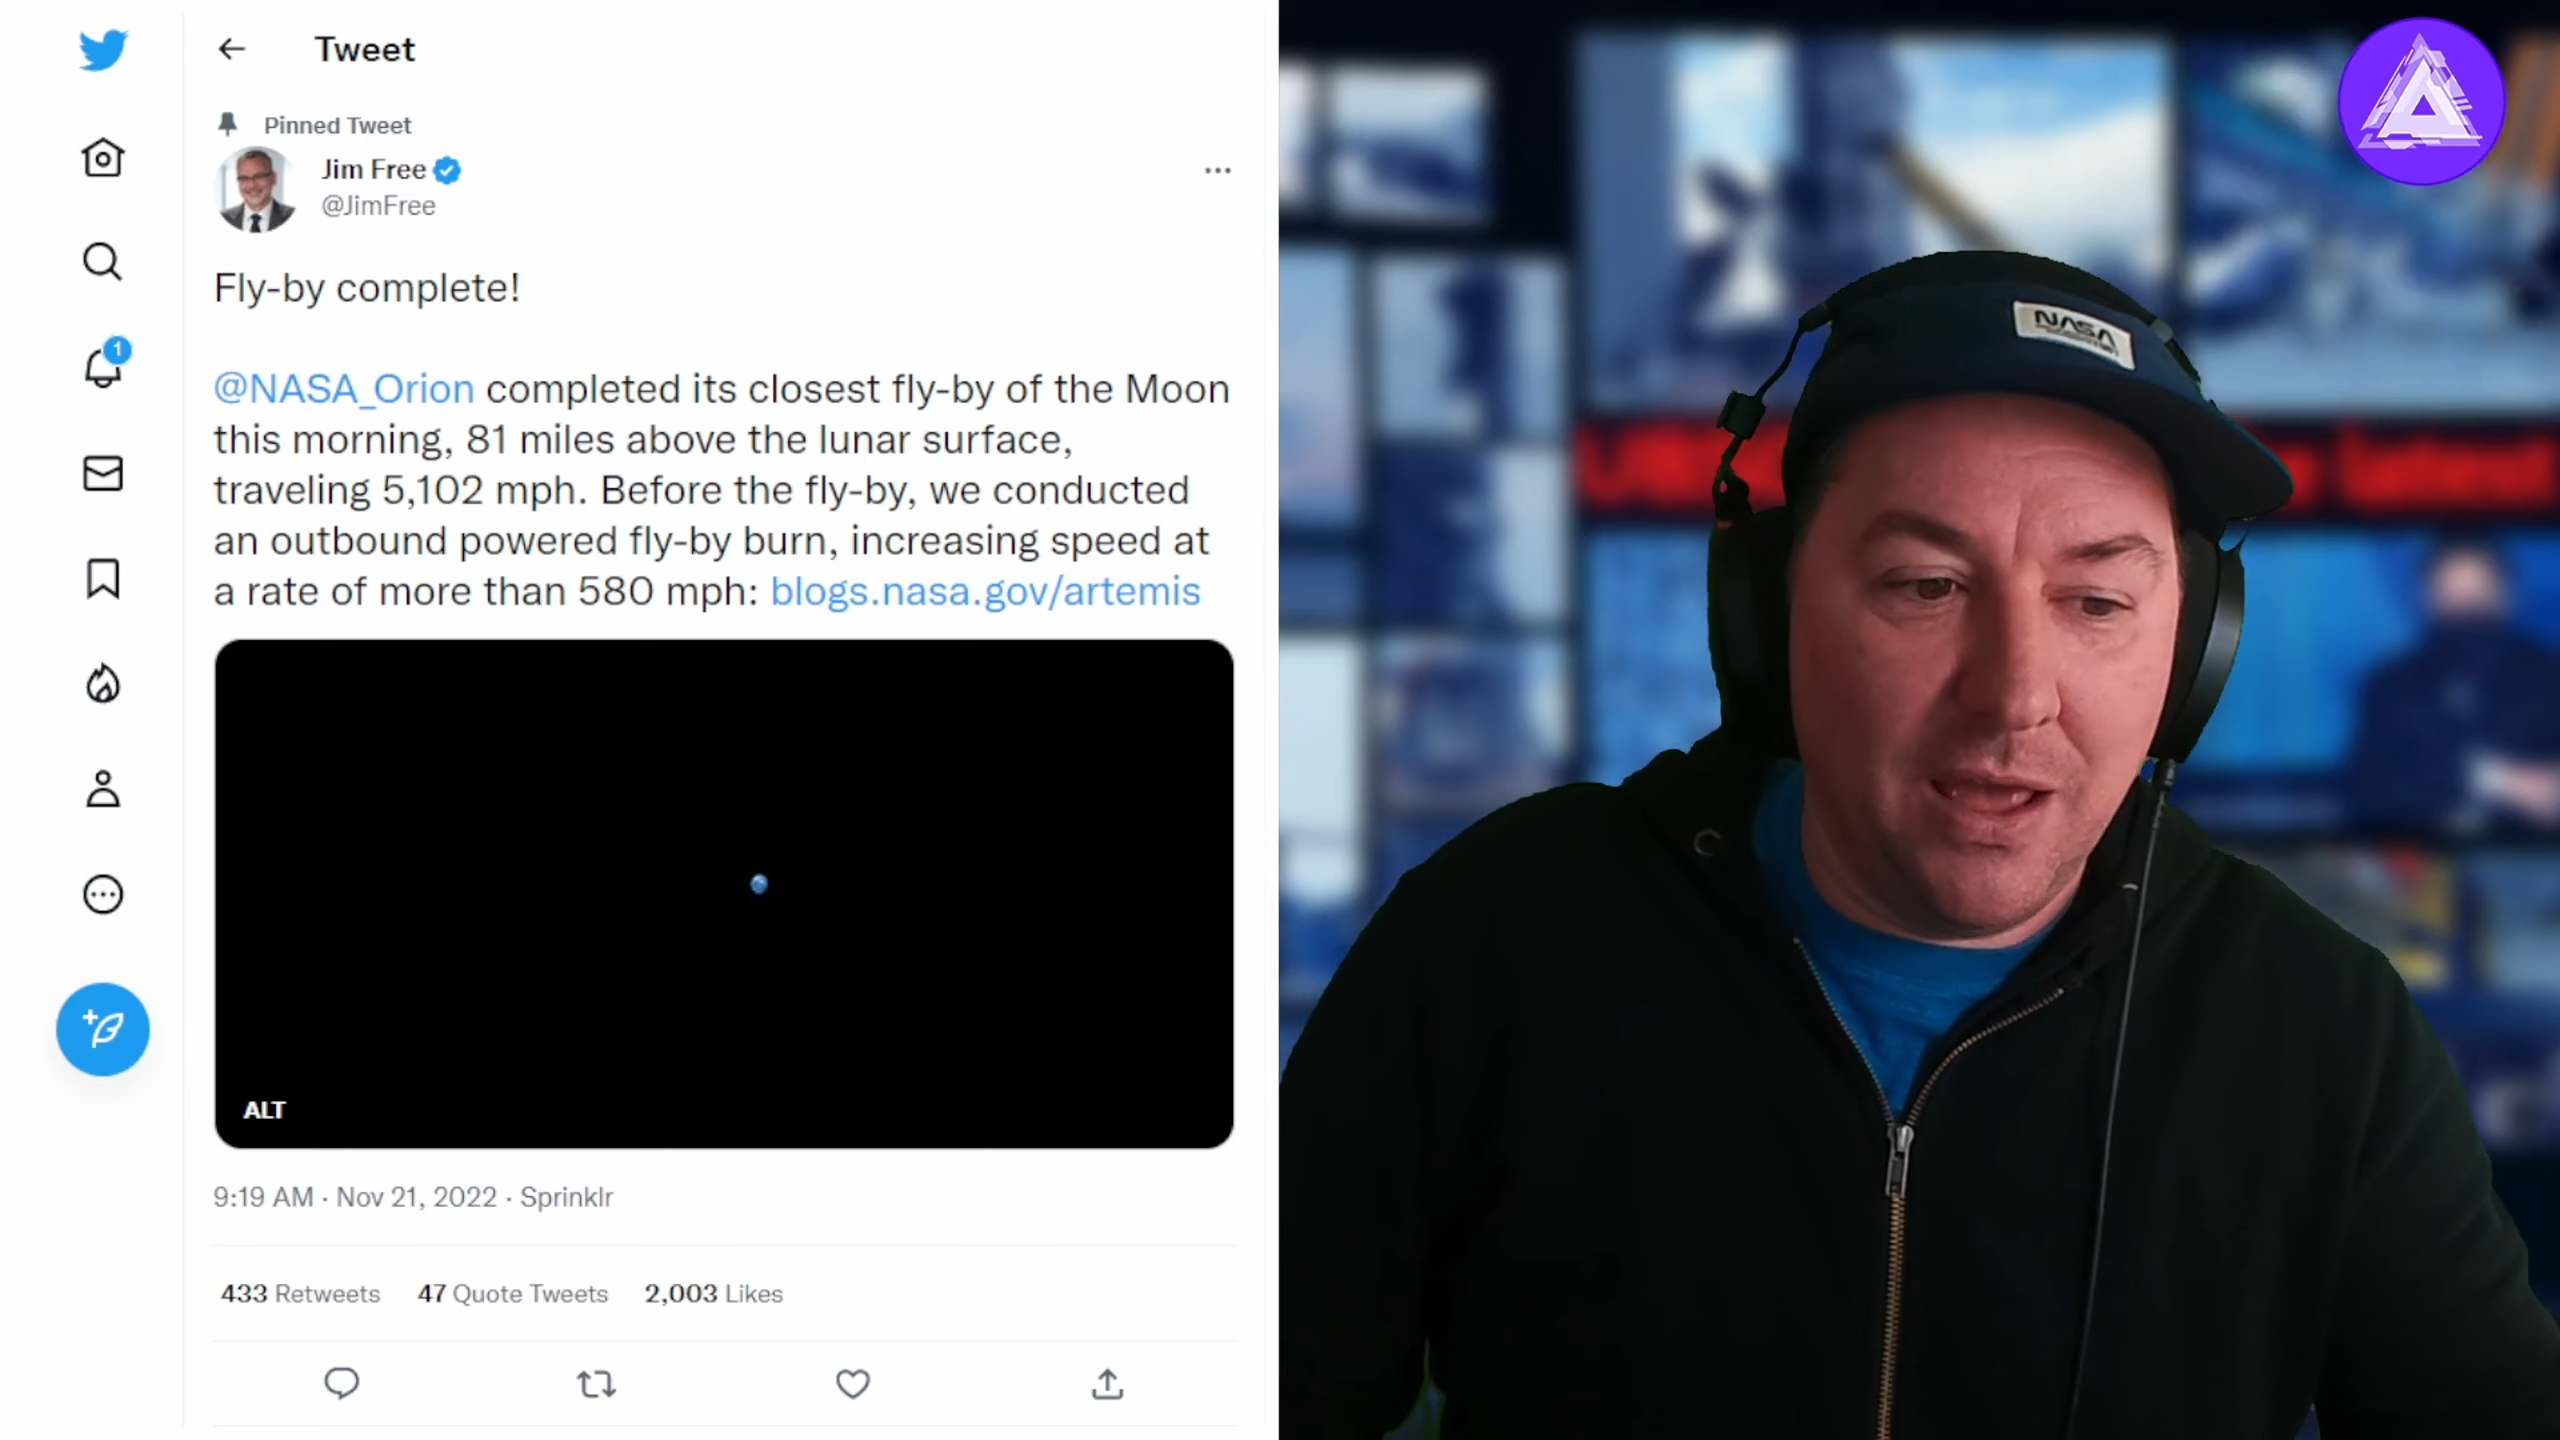 Tweet
Pinned Tweet
Jim Free
@JimFree
Fly-by complete!
@NASA_Orion completed its closest fly-by of the Moon
this morning, 81 miles above the lunar surface,
traveling 5,102 mph. Before the fly-by, we conducted
an outbound powered fly-by burn, increasing speed at
a rate of more than 580 mph: blogs.nasa.gov/artemis
ALT
9:19 AM · Nov 21, 2022 · Sprinklr
433 Retweets 47 Quote Tweets 2,003 Likes
1
NASA